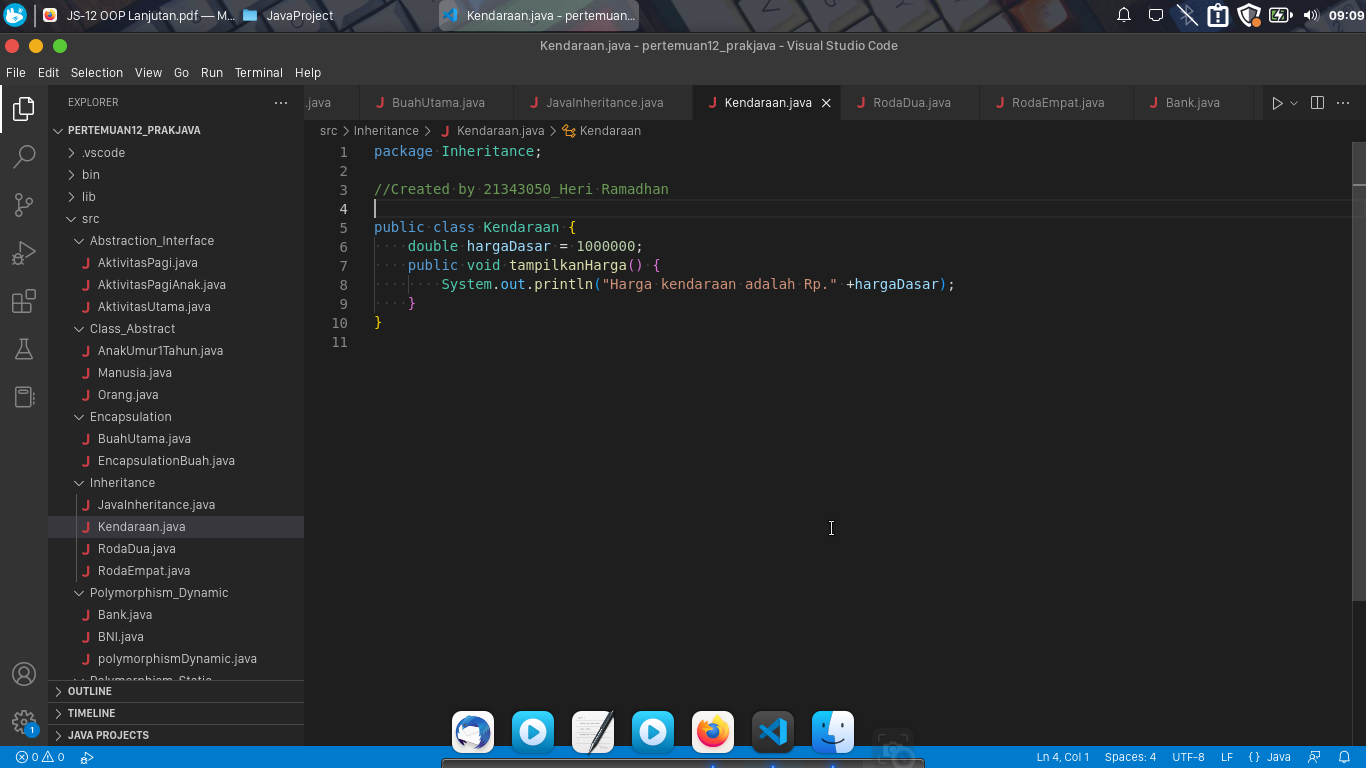 JS-12 OOP Lanjutan.pdf — M...
JavaProject
Kendaraan.java - pertemuan...
09:09
Kendaraan.java - pertemuan12_prakjava - Visual Studio Code
File Edit Selection View Go Run Terminal Help
EXPLORER
.java
BuahUtama.java
JavaInheritance.java
Kendaraan.java
RodaDua.java
RodaEmpat.java
Bank.java
PERTEMUAN12_PRAKJAVA
.vscode
bin
lib
src
Abstraction_Interface
AktivitasPagi.java
AktivitasPagiAnak.java
AktivitasUtama.java
Class_Abstract
AnakUmur1Tahun.java
Manusia.java
Orang.java
Encapsulation
BuahUtama.java
EncapsulationBuah.java
Inheritance
JavaInheritance.java
Kendaraan.java
RodaDua.java
RodaEmpat.java
Polymorphism_Dynamic
Bank.java
BNI.java
polymorphismDynamic.java
Polymorphism_Static
OUTLINE
TIMELINE
JAVA PROJECTS
src > Inheritance > Kendaraan.java > Kendaraan
1 package Inheritance;
2
3 //Created by 21343050_Heri Ramadhan
4
5 public class Kendaraan {
6 double hargaDasar = 1000000;
7 public void tampilkanHarga() {
8 System.out.println("Harga kendaraan adalah Rp." +hargaDasar);
9 }
10 }
11
1
0 0
Ln 4, Col 1
Spaces: 4
UTF-8
LF
{ } Java